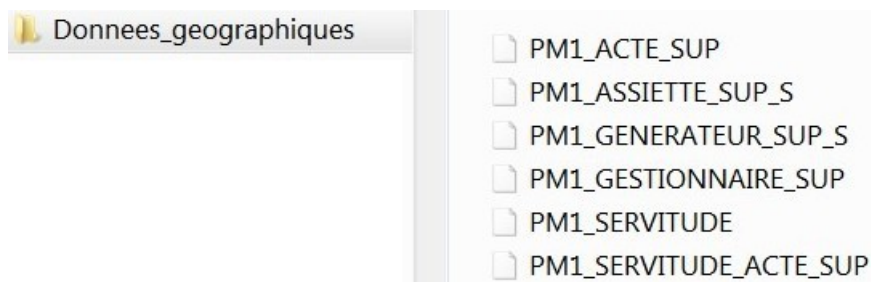 Donnees_geographiques
PM1_ACTE_SUP
PM1_ASSIETTE_SUP_S
PM1_GENERATEUR_SUP_S
PM1_GESTIONNAIRE_SUP
PM1_SERVITUDE
PM1_SERVITUDE_ACTE_SUP